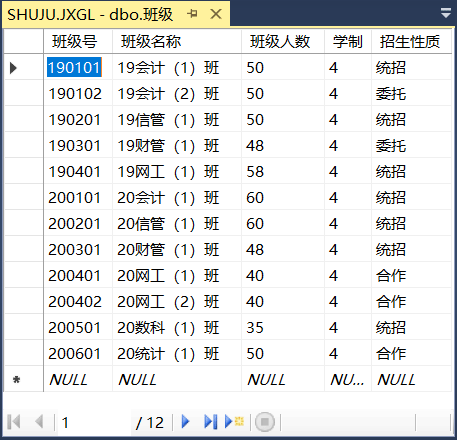 SHUJU.JXGL - dbo.班级
班级号 班级名称 班级人数 学制 招生性质
190101 19会计（1）班 50 4 统招
190102 19会计（2）班 50 4 委托
190201 19信管（1）班 50 4 统招
190301 19财管（1）班 48 4 委托
190401 19网工（1）班 58 4 统招
200101 20会计（1）班 60 4 统招
200201 20信管（1）班 60 4 统招
200301 20财管（1）班 48 4 统招
200401 20网工（1）班 40 4 合作
200402 20网工（2）班 40 4 合作
200501 20数科（1）班 35 4 统招
200601 20统计（1）班 50 4 合作
NULL NULL NULL NU... NULL
1 / 12